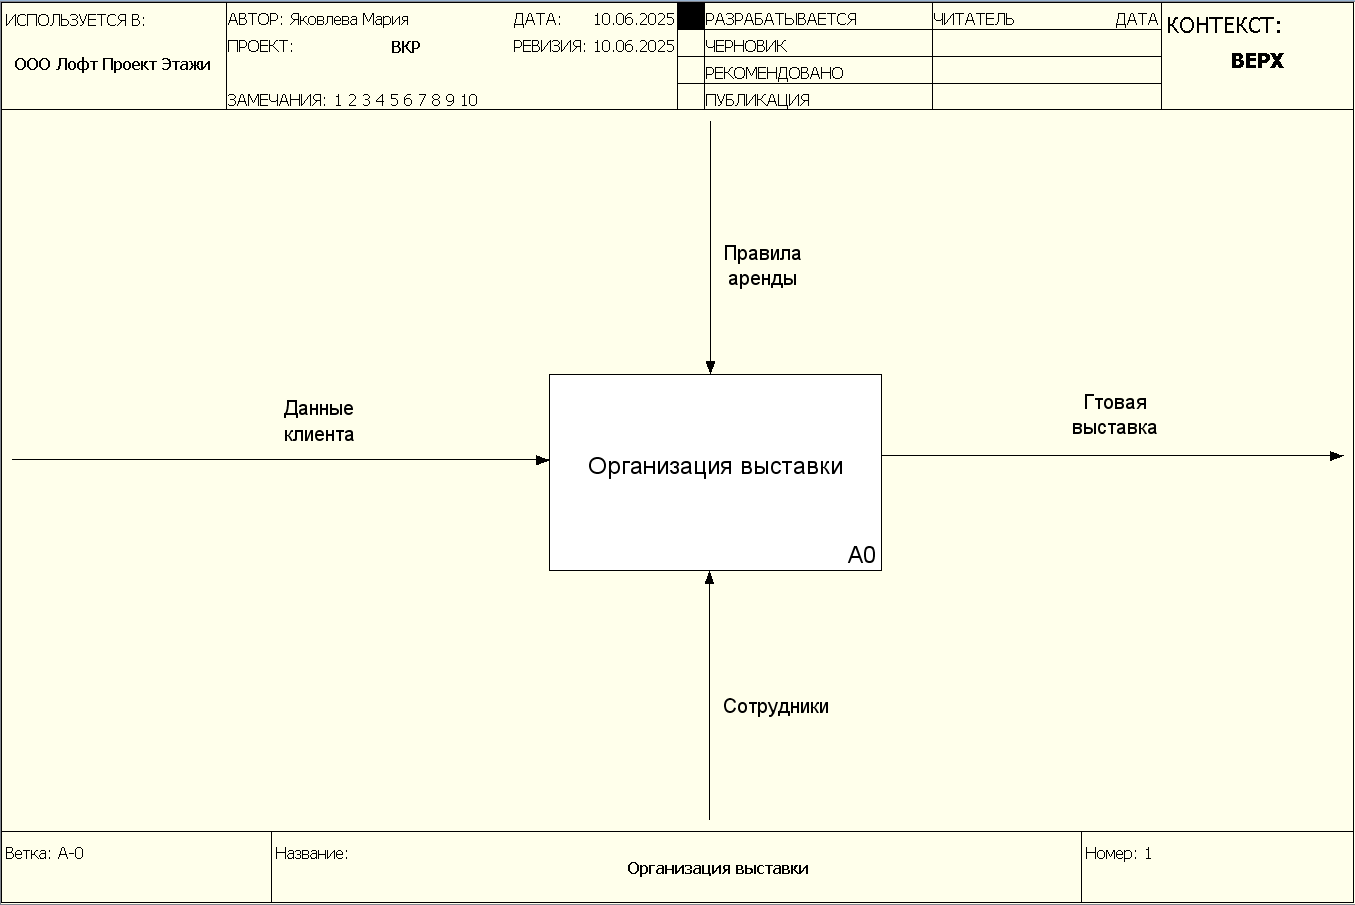 ИСПОЛЬЗУЕТСЯ В:
ООО Лофт Проект Этажи
АВТОР: Яковлева Мария
ДАТА: 10.06.2025
ПРОЕКТ: ВКР
РЕВИЗИЯ: 10.06.2025
ЗАМЕЧАНИЯ: 1 2 3 4 5 6 7 8 9 10
РАЗРАБАТЫВАЕТСЯ
ЧЕРНОВИК
РЕКОМЕНДОВАНО
ПУБЛИКАЦИЯ
ЧИТАТЕЛЬ ДАТА
КОНТЕКСТ:
ВЕРХ
Правила
аренды
Данные
клиента
Организация выставки
A0
Гтовая
выставка
Сотрудники
Ветка: A-0
Название:
Организация выставки
Номер: 1